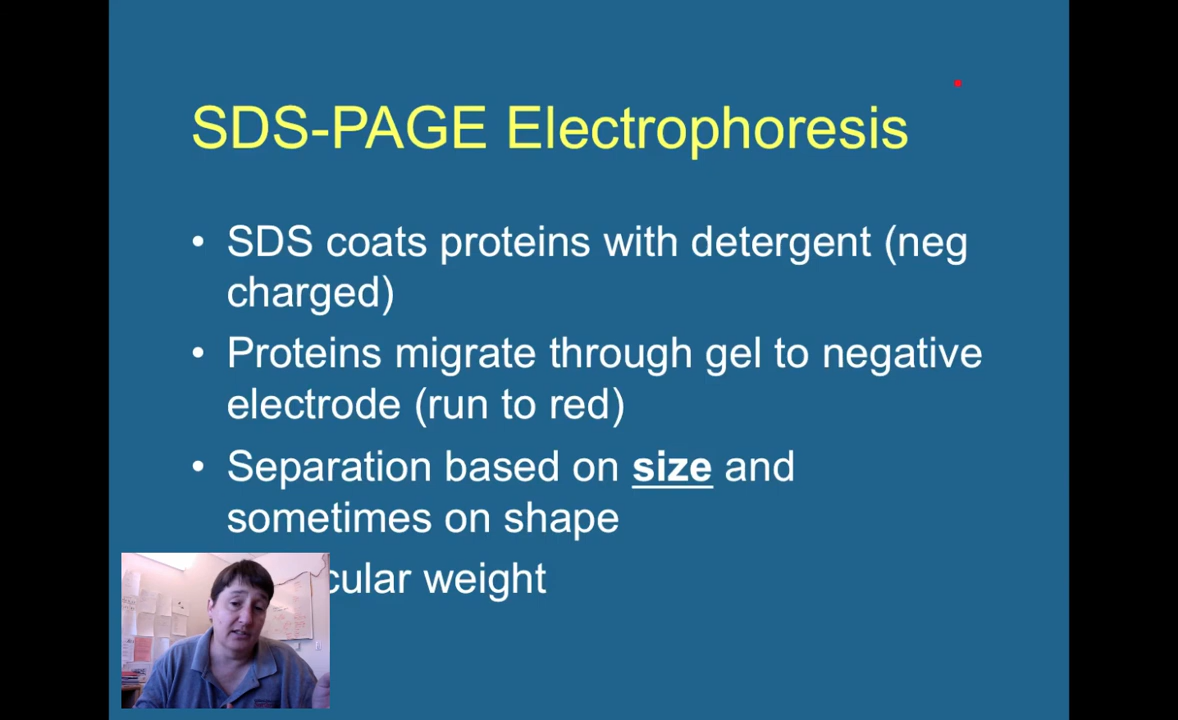 SDS-PAGE Electrophoresis
• SDS coats proteins with detergent (neg
charged)
• Proteins migrate through gel to negative
electrode (run to red)
• Separation based on size and
sometimes on shape
weight